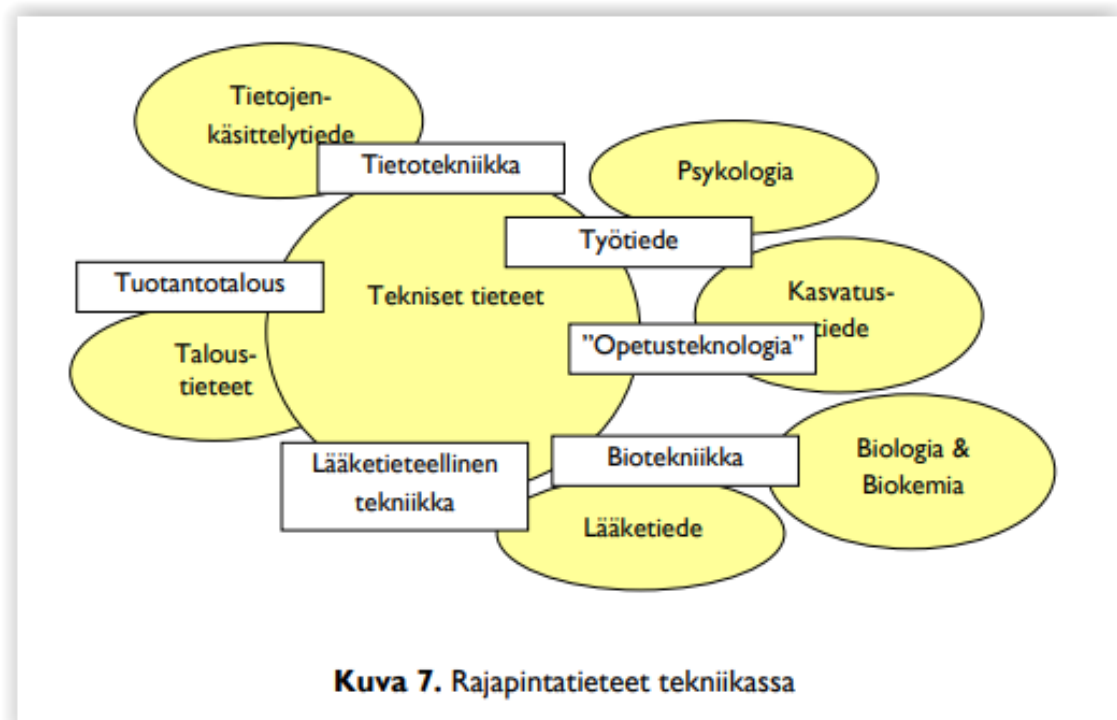 Tietojen-
käsittelytiede
Tietotekniikka
Psykologia
Työtiede
Tuotantotalous
Tekniset tieteet
Kasvatus-
tiede
"Opetusteknologia"
Talous-
tieteet
Lääketieteellinen
tekniikka
Biotekniikka
Biologia &
Biokemia
Lääketiede
Kuva 7. Rajapintatieteet tekniikassa